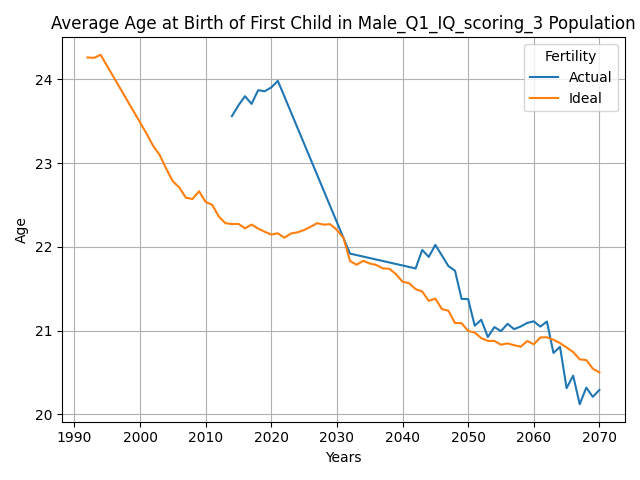 Average Age at Birth of First Child in Male_Q1_IQ_scoring_3 Population
Fertility
Actual
Ideal
24
23
22
21
20
Age
1990
2000
2010
2020
2030
2040
2050
2060
2070
Years